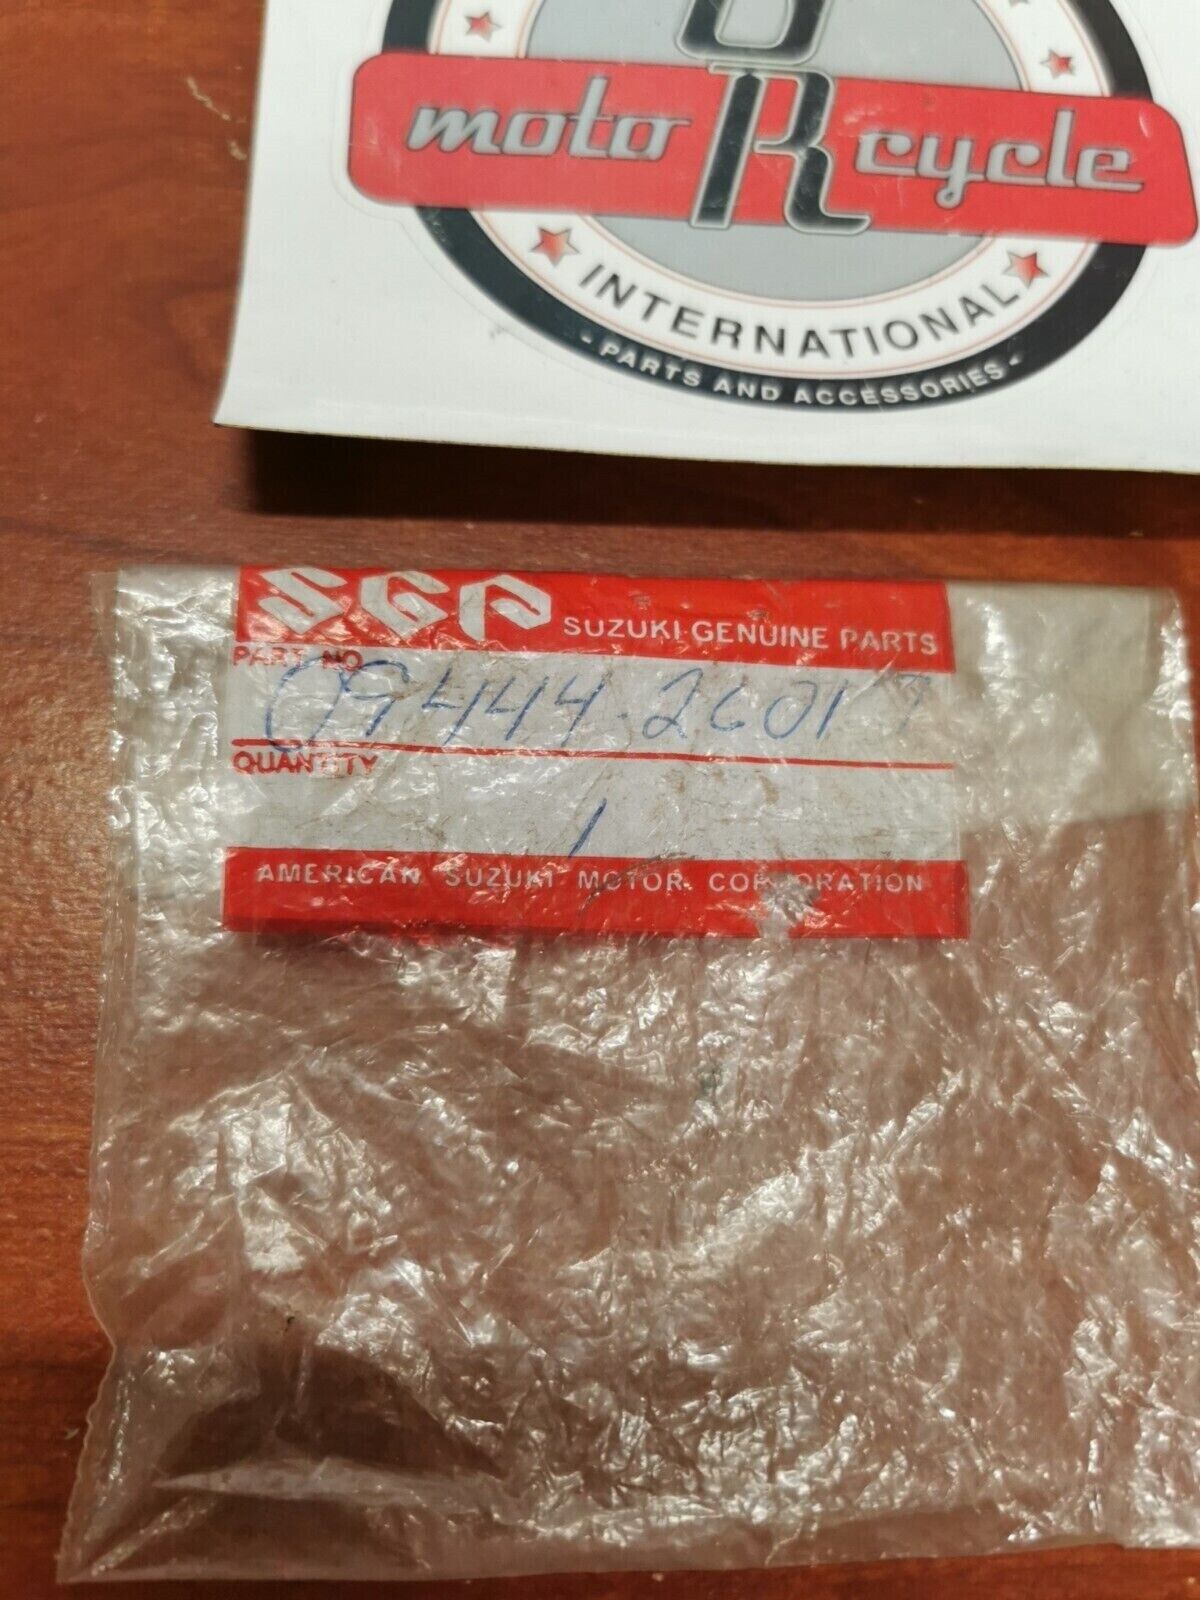 moto R cycle
INTERNATIONAL
- PARTS AND ACCESSORIES -
SGP SUZUKI GENUINE PARTS
PART NO.
09444-26017
QUANTITY
1
AMERICAN SUZUKI MOTOR CORPORATION